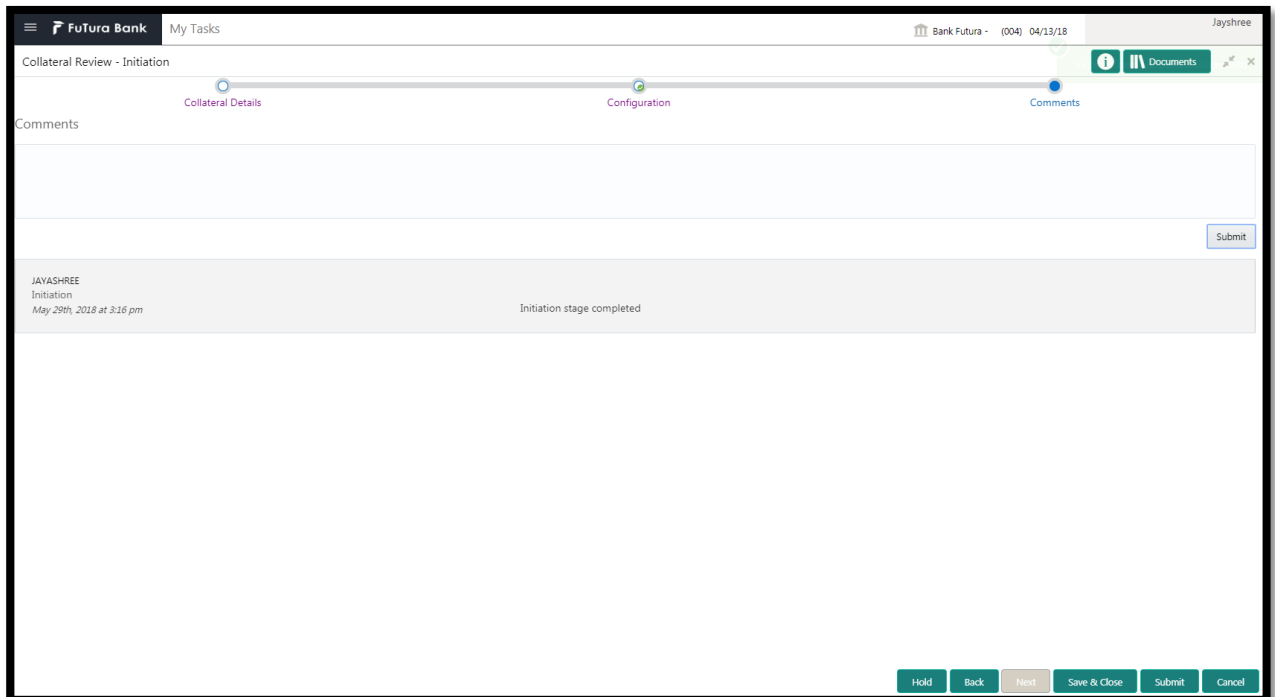 FuTura Bank My Tasks Bank Futura - (004) 04/13/18 Jayshree
Collateral Review - Initiation i Documents
Collateral Details Configuration Comments
Comments
Submit
JAYASHREE
Initiation
May 29th, 2018 at 3:16 pm Initiation stage completed
Hold Back Next Save & Close Submit Cancel